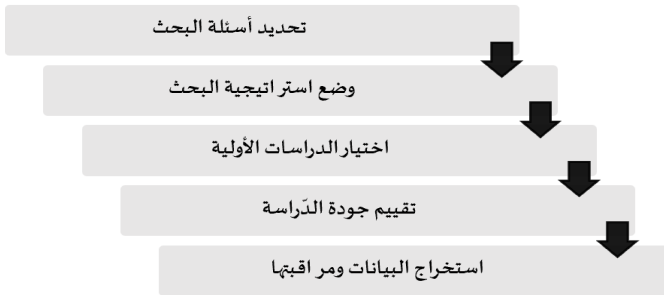 تحديد أسئلة البحث
وضع استراتيجية البحث
اختيار الدراسات الأولية
تقييم جودة الدّراسة
استخراج البيانات ومراقبتها